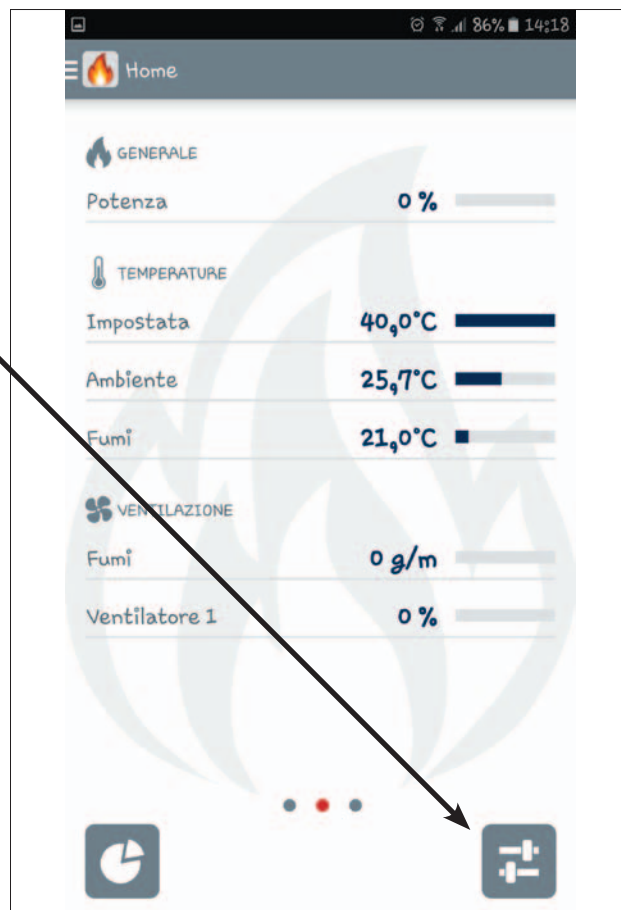 86% 14:18
Home
GENERALE
Potenza 0 %
TEMPERATURE
Impostata 40,0°C
Ambiente 25,7°C
Fumi 21,0°C
VENTILAZIONE
Fumi 0 g/m
Ventilatore 1 0 %